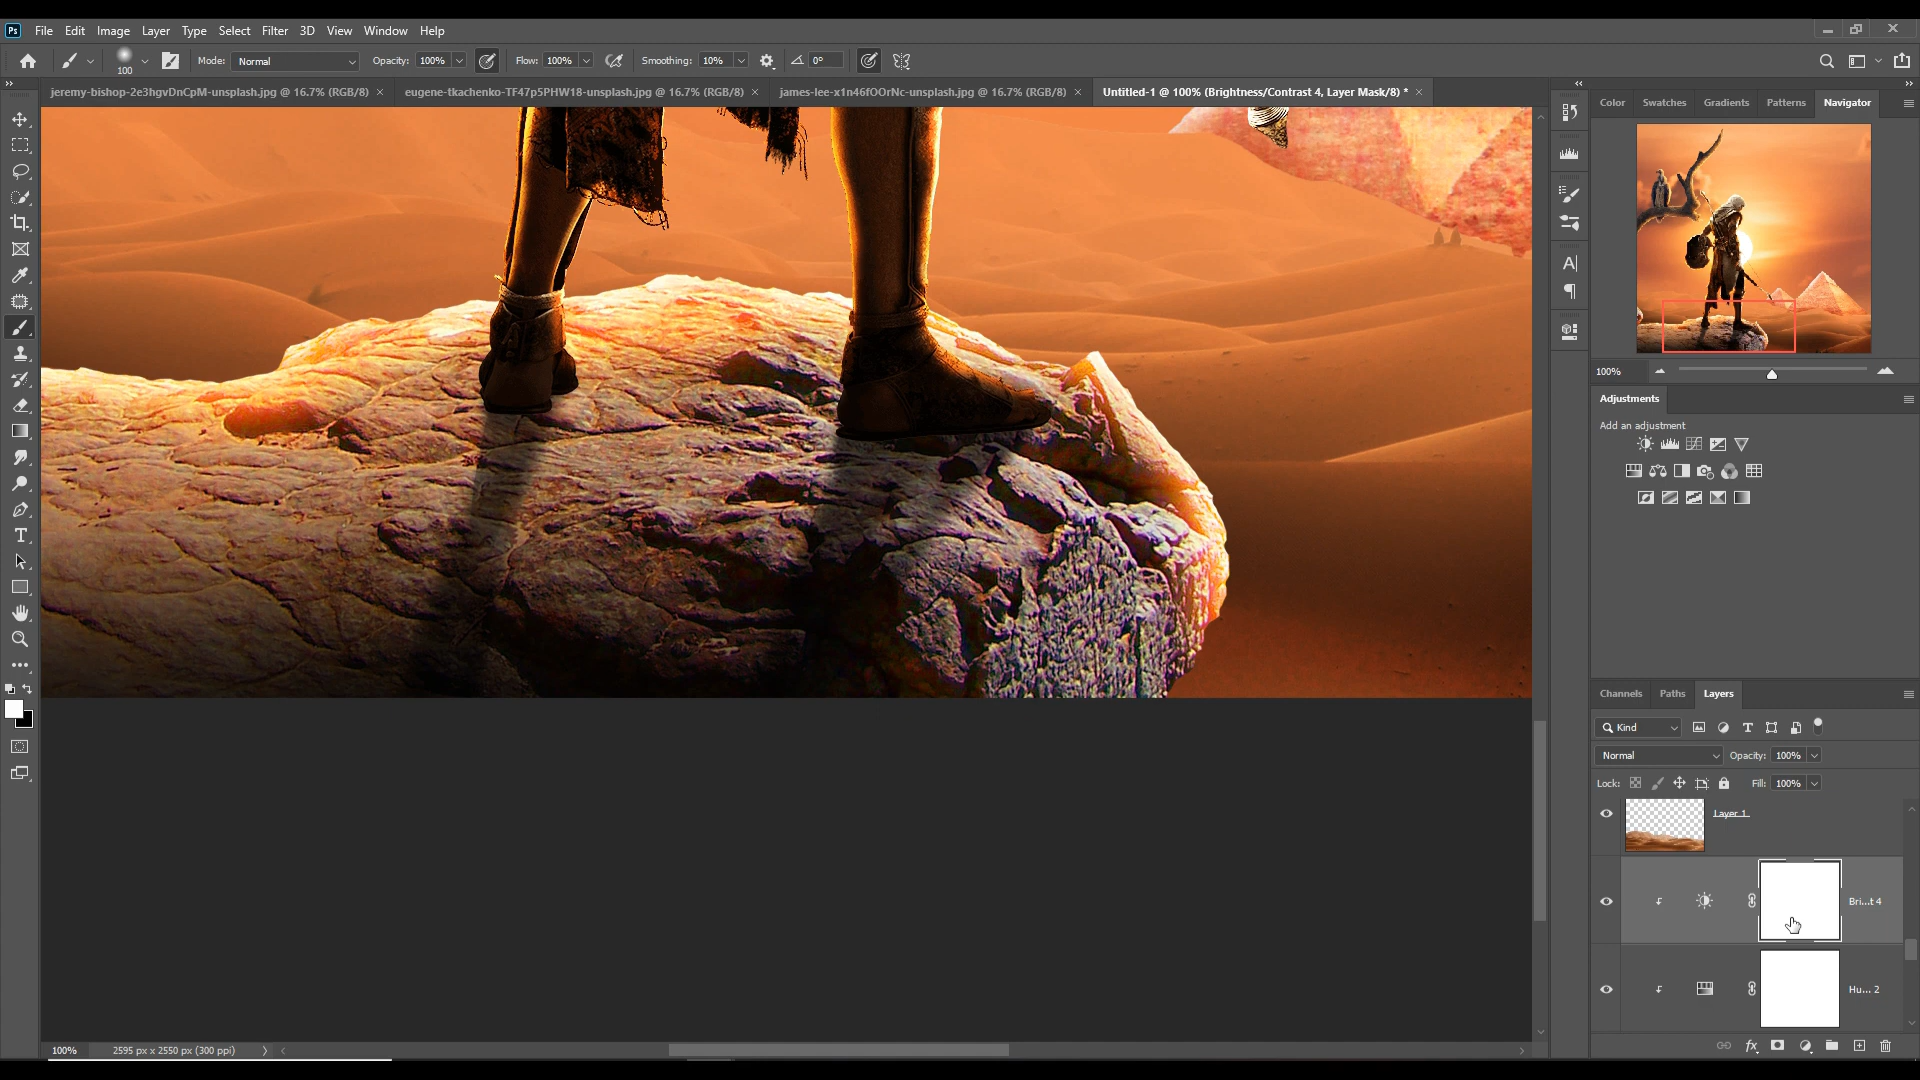 Ps File Edit Image Layer Type Select Filter 3D View Window Help
100 Mode: Normal Opacity: 100% Flow: 100% Smoothing: 10% 0°
jeremy-bishop-2e3hgvDnCpM-unsplash.jpg @ 16.7% (RGB/8) × eugene-tkachenko-TF47p5PHW18-unsplash.jpg @ 16.7% (RGB/8) × james-lee-x1n46fOOrNc-unsplash.jpg @ 16.7% (RGB/8) × Untitled-1 @ 100% (Brightness/Contrast 4, Layer Mask/8) * ×
Color Swatches Gradients Patterns Navigator
100%
Adjustments
Add an adjustment
Channels Paths Layers
Kind
Normal Opacity: 100%
Lock: Fill: 100%
Layer 1
Bri...t 4
Hu... 2
100% 2595 px x 2550 px (300 ppi)